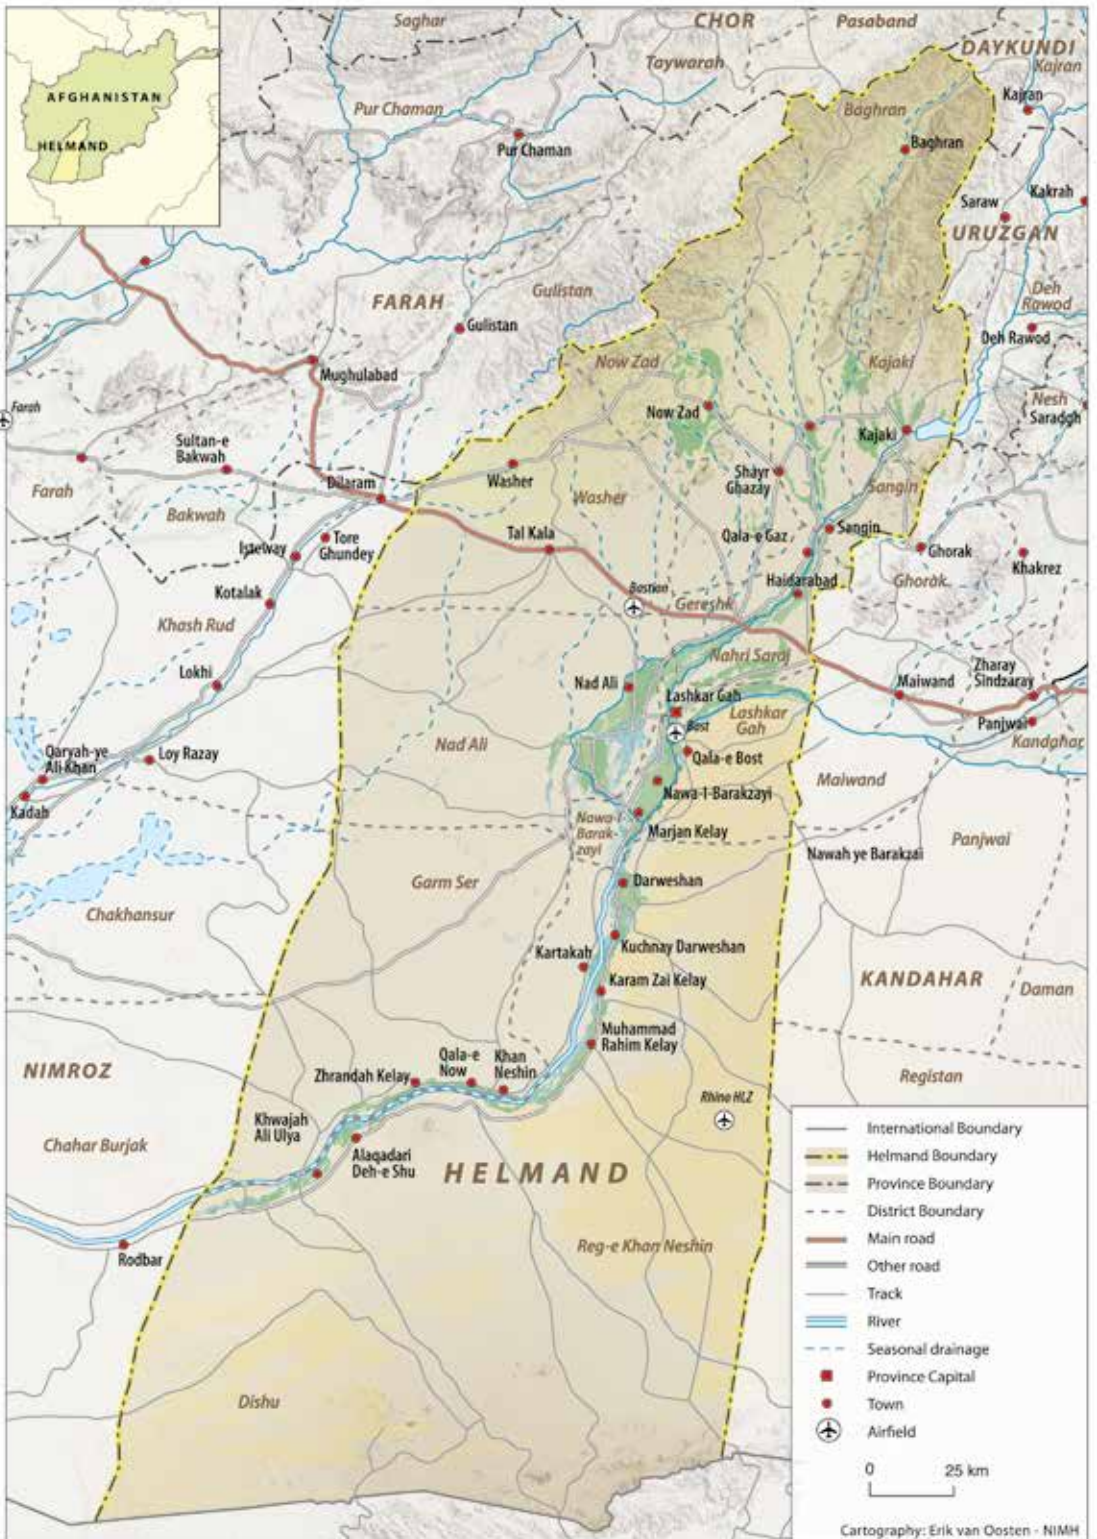 Saghar
CHOR
Pasaband
DAYKUNDI
Kajran
Taywarah
AFGHANISTAN
HELMAND
Pur Chaman
Pur Chaman
Baghran
Kajran
Baghran
Saraw
Kakrah
URUZGAN
Gulistan
FARAH
Deh
Rawod
Gulistan
Deh Rawod
Mughulabad
Now Zad
Kajaki
Nesh
Saradgh
Farah
Now Zad
Kajaki
Sultan-e
Bakwah
Washer
Shayr
Ghazay
Sangin
Farah
Dilaram
Washer
Bakwah
Tal Kala
Sangin
Qala-e Gaz
Istelway
Tore
Ghundey
Ghorak
Khakrez
Haidarabad
Ghorak
Kotalak
Bastian
Gereshk
Khash Rud
Nahri Saraj
Lokhi
Nad Ali
Lashkar Gah
Maiwand
Zharay
Sindzaray
Lashkar
Gah
Bost
Panjwai
Kandahar
Nad Ali
Qaryah-ye
Ali Khan
Loy Razay
Qala-e Bost
Maiwand
Kadah
Nawa-I-Barakzayi
Nawa-I-
Barak-
zayi
Marjan Kelay
Panjwai
Nawah ye Barakzai
Garm Ser
Darweshan
Chakhansur
Kuchnay Darweshan
Kartakah
Karam Zai Kelay
KANDAHAR
Daman
Muhammad
Rahim Kelay
NIMROZ
Zhrandah Kelay
Qala-e
Now
Khan
Neshin
Registan
Rhino HLZ
Khwajah
Ali Ulya
Chahar Burjak
Alaqadari
Deh-e Shu
HELMAND
Reg-e Khan Neshin
Rodbar
Dishu
International Boundary
Helmand Boundary
Province Boundary
District Boundary
Main road
Other road
Track
River
Seasonal drainage
Province Capital
Town
Airfield
0 25 km
Cartography: Erik van Oosten - NIMH